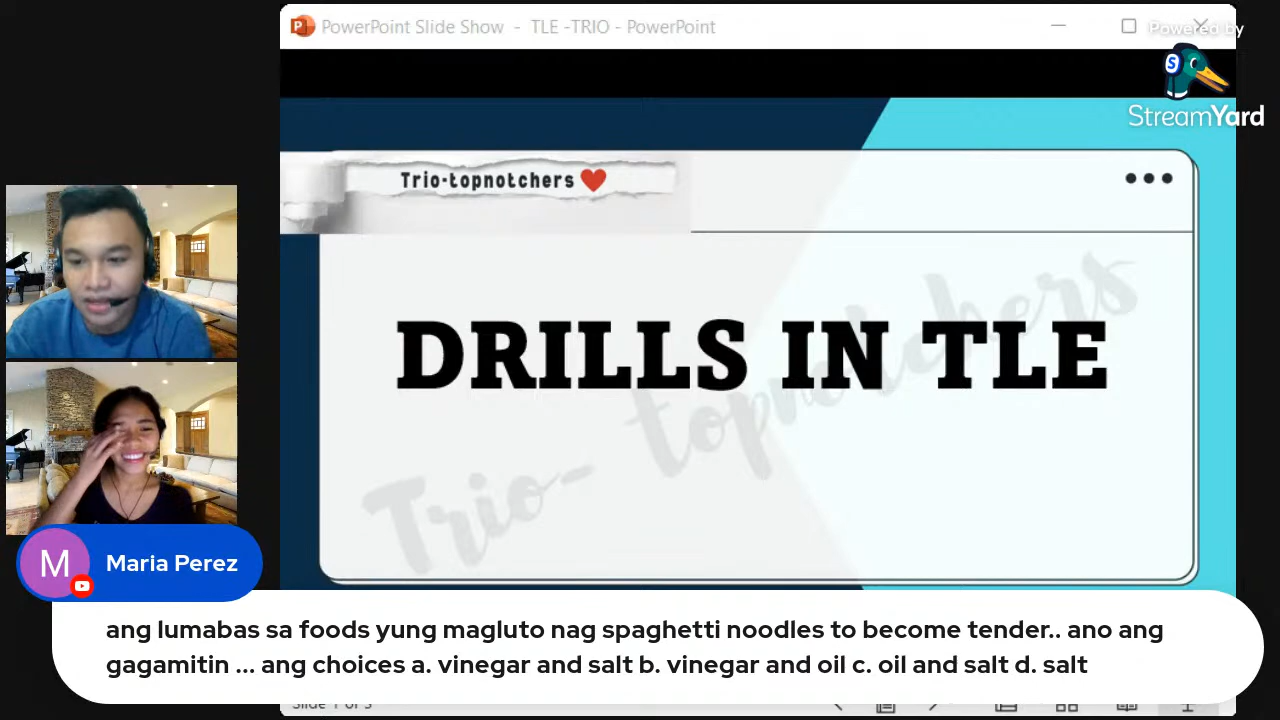 PowerPoint Slide Show - TLE -TRIO - PowerPoint
Powered by
S
StreamYard
Trio-topnotchers
DRILLS IN TLE
Trio- topnotchers
M
Maria Perez
ang lumabas sa foods yung magluto nag spaghetti noodles to become tender.. ano ang
gagamitin ... ang choices a. vinegar and salt b. vinegar and oil c. oil and salt d. salt